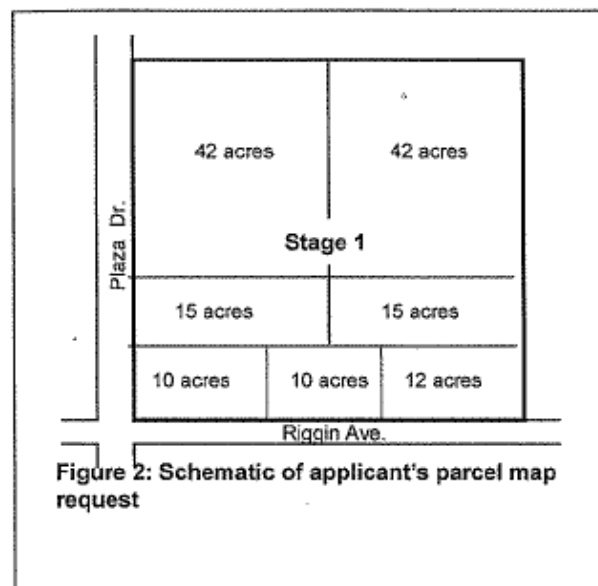 42 acres 42 acres
Plaza Dr.
Stage 1
15 acres 15 acres
10 acres 10 acres 12 acres
Riggin Ave.
Figure 2: Schematic of applicant's parcel map
request